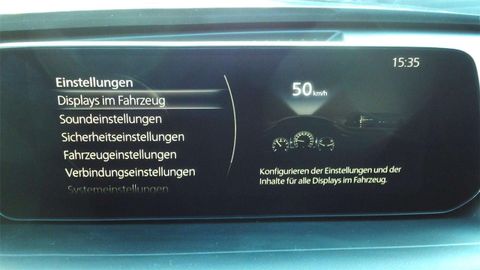 15:35
Einstellungen
Displays im Fahrzeug
Soundeinstellungen
Sicherheitseinstellungen
Fahrzeugeinstellungen
Verbindungseinstellungen
Systemeinstellungen
50 km/h
Konfigurieren der Einstellungen und der
Inhalte für alle Displays im Fahrzeug.